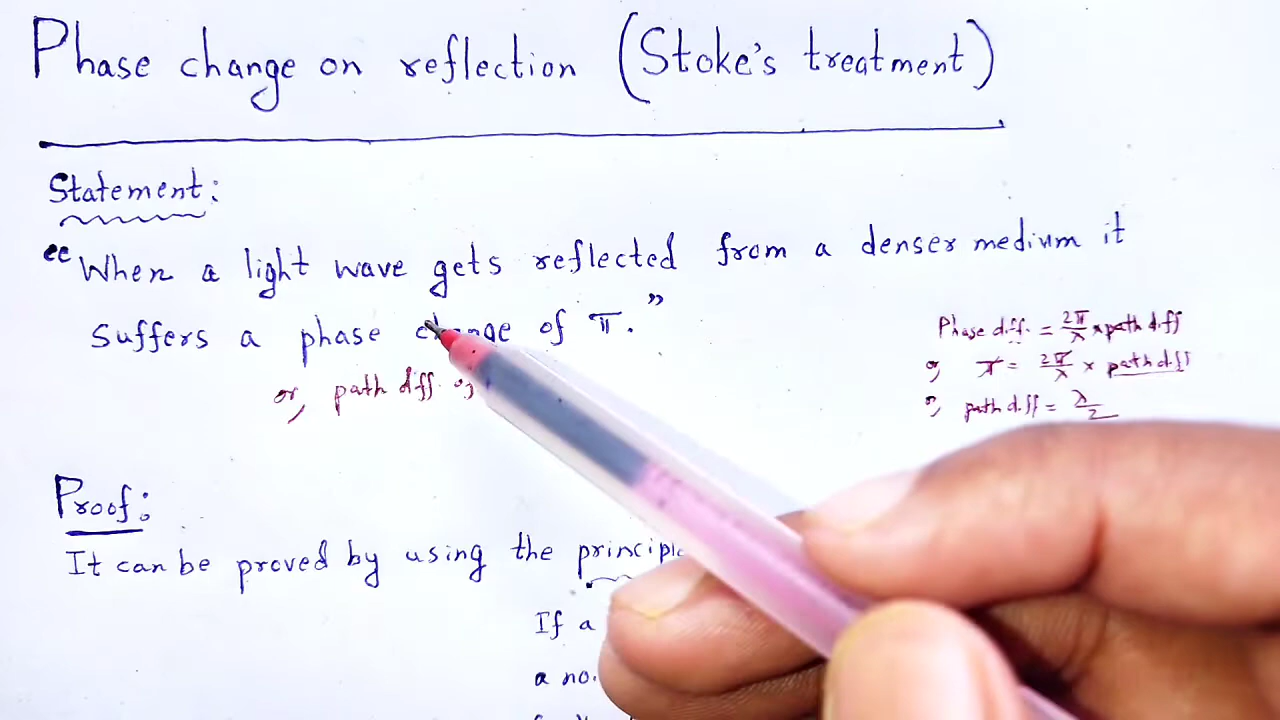 Phase change on reflection (Stoke's treatment)
Statement:
"When a light wave gets reflected from a denser medium it
suffers a phase change of π."
or, path diff of
Phase diff. = 2π/λ × path diff
or, π = 2π/λ × path diff
or, path diff = λ/2
Proof:
It can be proved by using the
If a
a no.